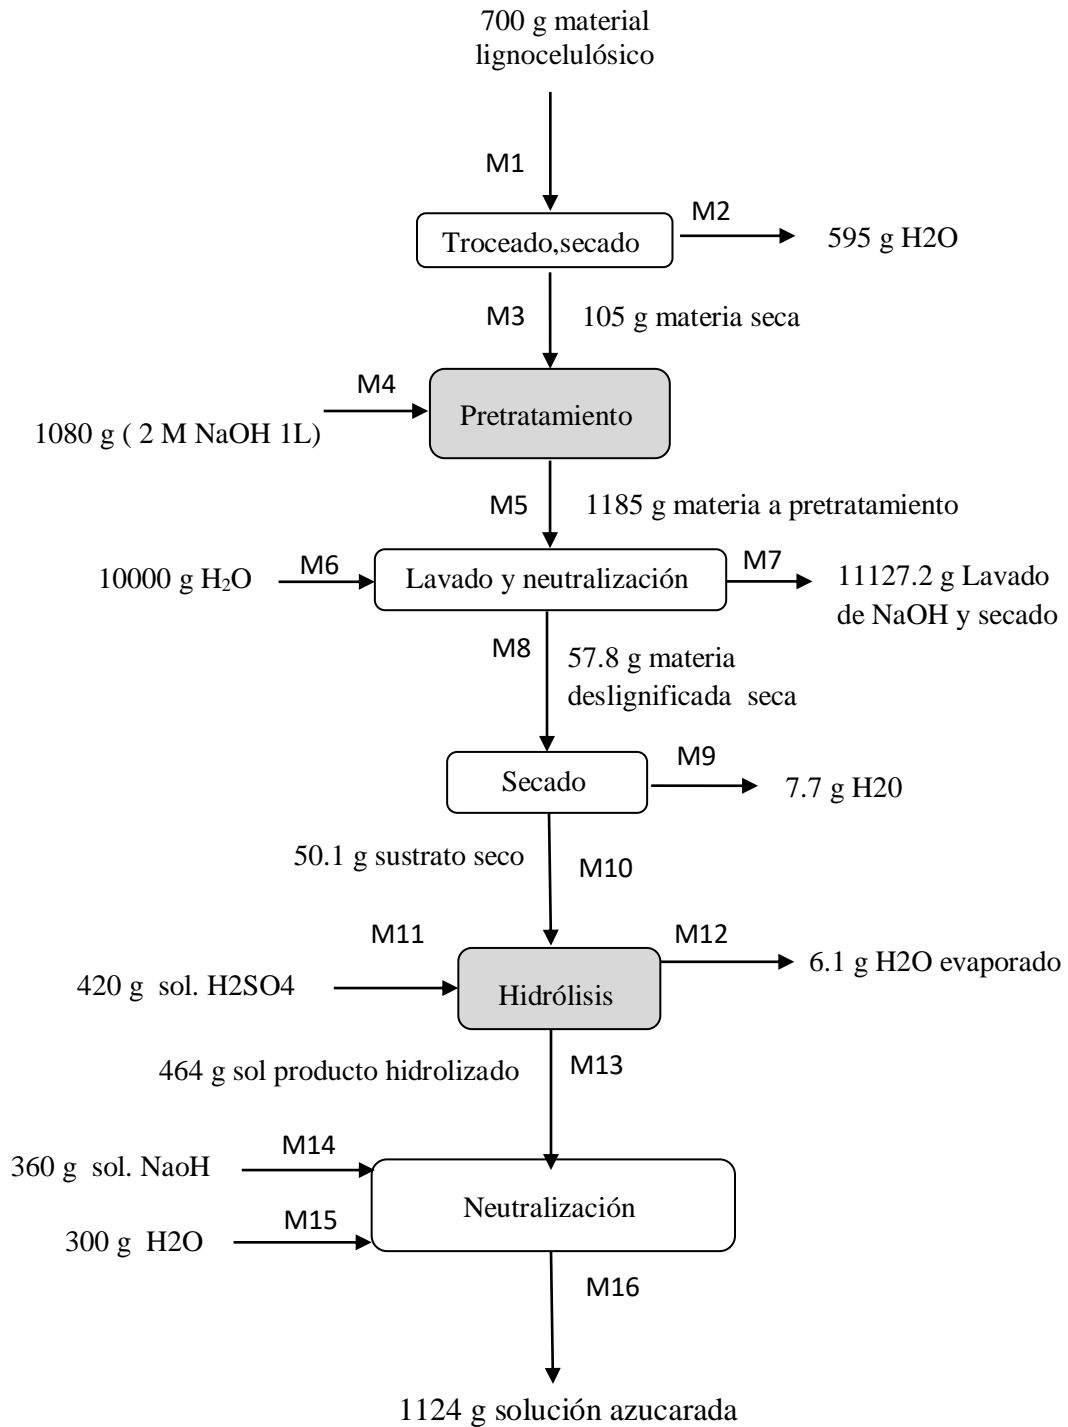 700 g material
lignocelulósico
M1
M2
Troceado,secado
595 g H2O
M3
105 g materia seca
M4
Pretratamiento
1080 g ( 2 M NaOH 1L)
M5
1185 g materia a pretratamiento
10000 g H₂O
M6
Lavado y neutralización
M7
11127.2 g Lavado
de NaOH y secado
M8
57.8 g materia
deslignificada seca
Secado
M9
7.7 g H20
50.1 g sustrato seco
M10
M11
M12
420 g sol. H2SO4
Hidrólisis
6.1 g H2O evaporado
464 g sol producto hidrolizado
M13
360 g sol. NaoH
M14
Neutralización
300 g H2O
M15
M16
1124 g solución azucarada